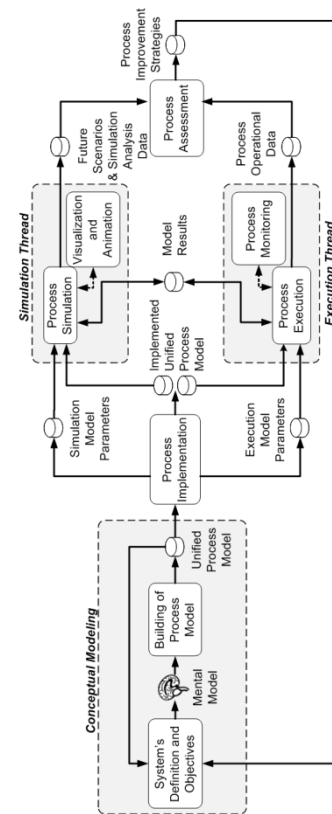 Conceptual Modeling
System's
Definition and
Objectives
Mental Model
Building of
Process
Model
Unified
Process Model
Process
Implementation
Simulation
Model
Parameters
Implemented
Unified
Process Model
Execution Model
Parameters
Simulation Thread
Process
Simulation
Visualization
and
Animation
Model
Results
Process
Monitoring
Process
Execution
Execution Thread
Future
Scenarios
& Simulation
Analysis
Data
Process
Operational
Data
Process
Assessment
Process
Improvement
Strategies